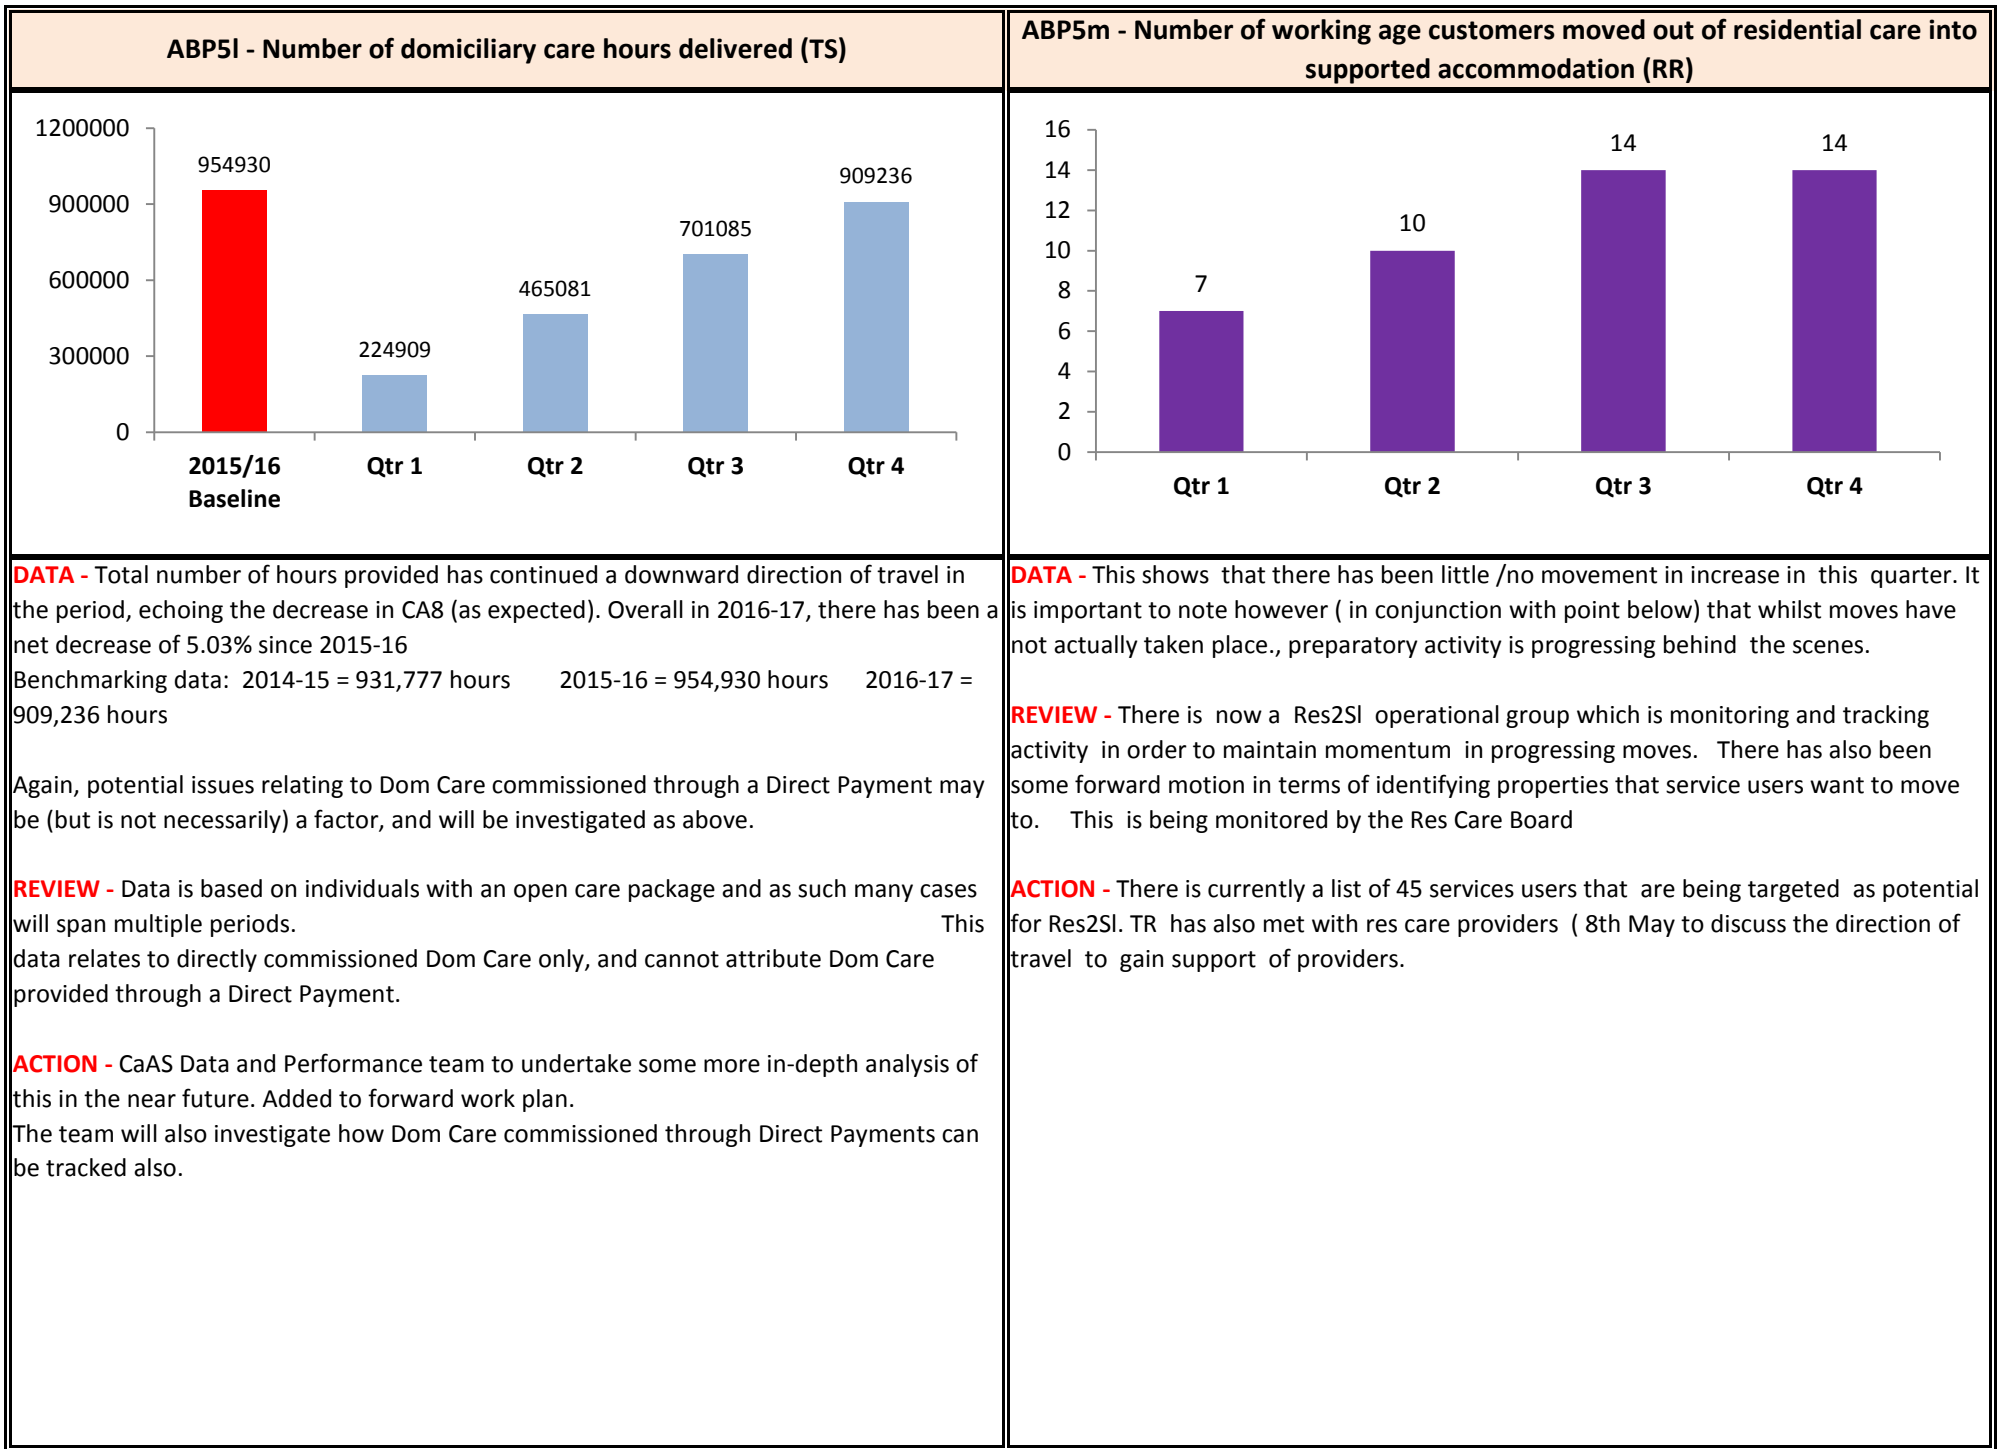 ABP5l - Number of domiciliary care hours delivered (TS)
1200000
900000
600000
300000
0
954930
224909
465081
701085
909236
2015/16
Baseline
Qtr 1
Qtr 2
Qtr 3
Qtr 4
DATA - Total number of hours provided has continued a downward direction of travel in
the period, echoing the decrease in CA8 (as expected). Overall in 2016-17, there has been a
net decrease of 5.03% since 2015-16
Benchmarking data: 2014-15 = 931,777 hours 2015-16 = 954,930 hours 2016-17 =
909,236 hours
Again, potential issues relating to Dom Care commissioned through a Direct Payment may
be (but is not necessarily) a factor, and will be investigated as above.
REVIEW - Data is based on individuals with an open care package and as such many cases
will span multiple periods. This
data relates to directly commissioned Dom Care only, and cannot attribute Dom Care
provided through a Direct Payment.
ACTION - CaAS Data and Performance team to undertake some more in-depth analysis of
this in the near future. Added to forward work plan.
The team will also investigate how Dom Care commissioned through Direct Payments can
be tracked also.
ABP5m - Number of working age customers moved out of residential care into
supported accommodation (RR)
16
14
12
10
8
6
4
2
0
7
10
14
14
Qtr 1
Qtr 2
Qtr 3
Qtr 4
DATA - This shows that there has been little /no movement in increase in this quarter. It
is important to note however ( in conjunction with point below) that whilst moves have
not actually taken place., preparatory activity is progressing behind the scenes.
REVIEW - There is now a Res2Sl operational group which is monitoring and tracking
activity in order to maintain momentum in progressing moves. There has also been
some forward motion in terms of identifying properties that service users want to move
to. This is being monitored by the Res Care Board
ACTION - There is currently a list of 45 services users that are being targeted as potential
for Res2Sl. TR has also met with res care providers ( 8th May to discuss the direction of
travel to gain support of providers.